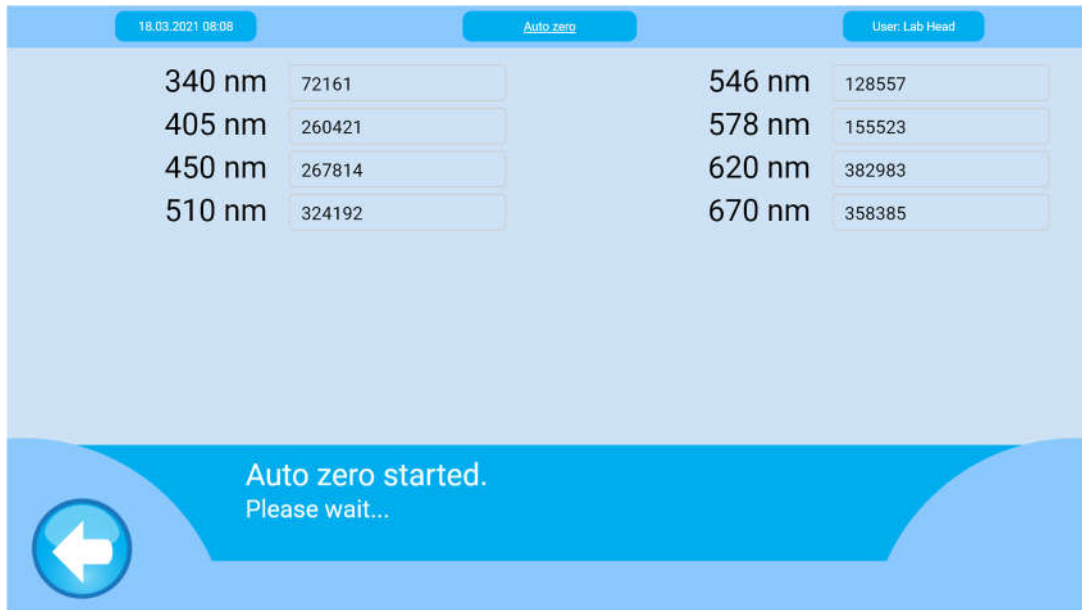 18.03.2021 08:08 Auto zero User: Lab Head
340 nm 72161 546 nm 128557
405 nm 260421 578 nm 155523
450 nm 267814 620 nm 382983
510 nm 324192 670 nm 358385
Auto zero started.
Please wait...